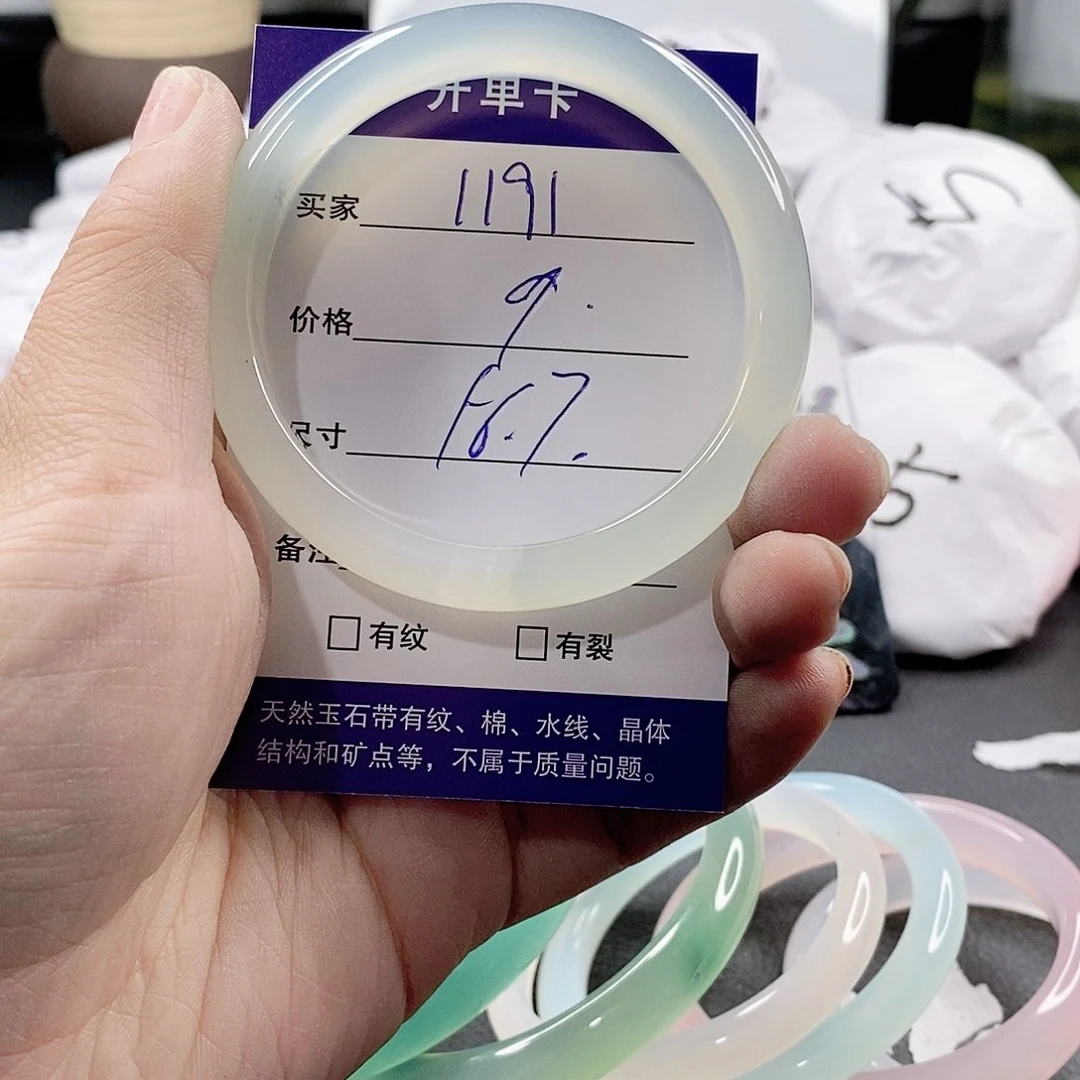 开单卡
买家 1191
价格 9.
尺寸 56.7.
备注
有纹 有裂
天然玉石带有纹、棉、水线、晶体
结构和矿点等，不属于质量问题。